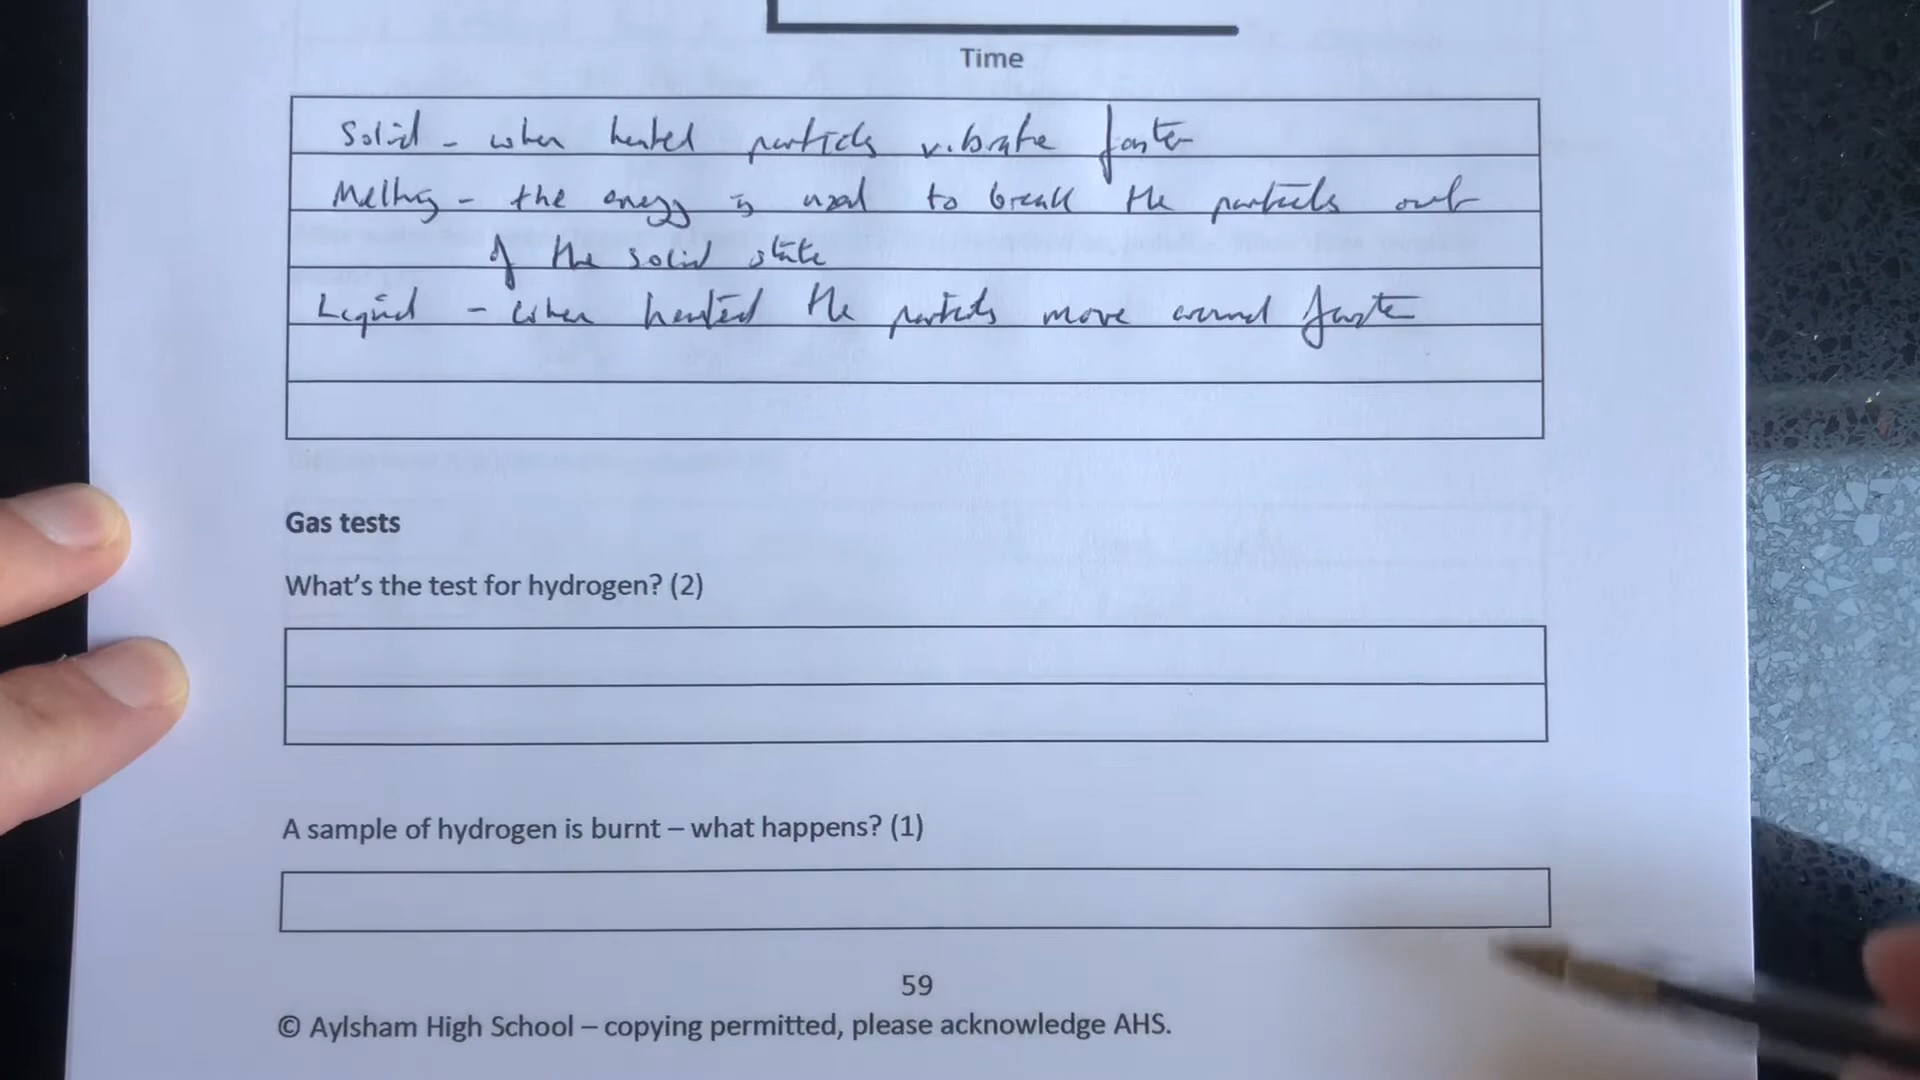 Time
Solid - when heated particles vibrate faster
Melting - the energy is used to break the particles out
of the solid state
Liquid - when heated the particles move around faster
Gas tests
What's the test for hydrogen? (2)
A sample of hydrogen is burnt – what happens? (1)
59
© Aylsham High School – copying permitted, please acknowledge AHS.